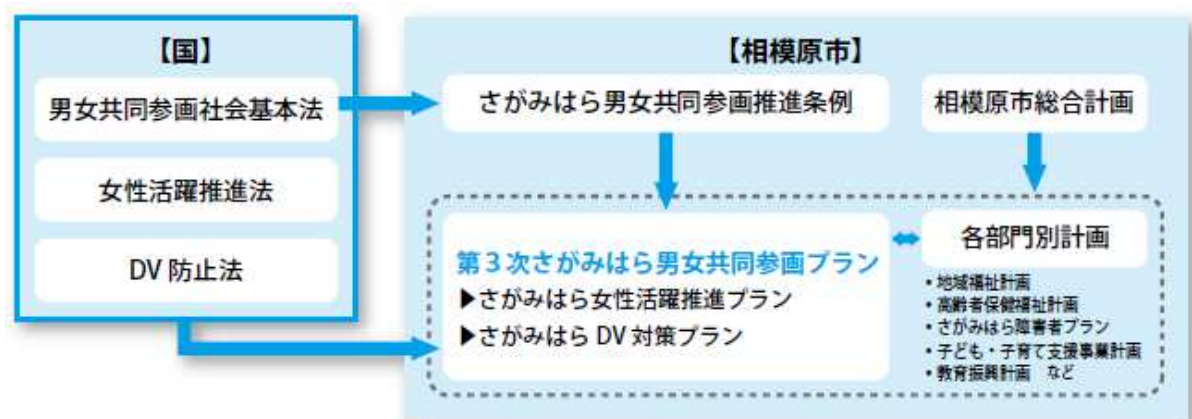 【国】
男女共同参画社会基本法
女性活躍推進法
DV 防止法
【相模原市】
さがみはら男女共同参画推進条例
相模原市総合計画
第３次さがみはら男女共同参画プラン
▶さがみはら女性活躍推進プラン
▶さがみはら DV 対策プラン
各部門別計画
・地域福祉計画
・高齢者保健福祉計画
・さがみはら障害者プラン
・子ども・子育て支援事業計画
・教育振興計画　など